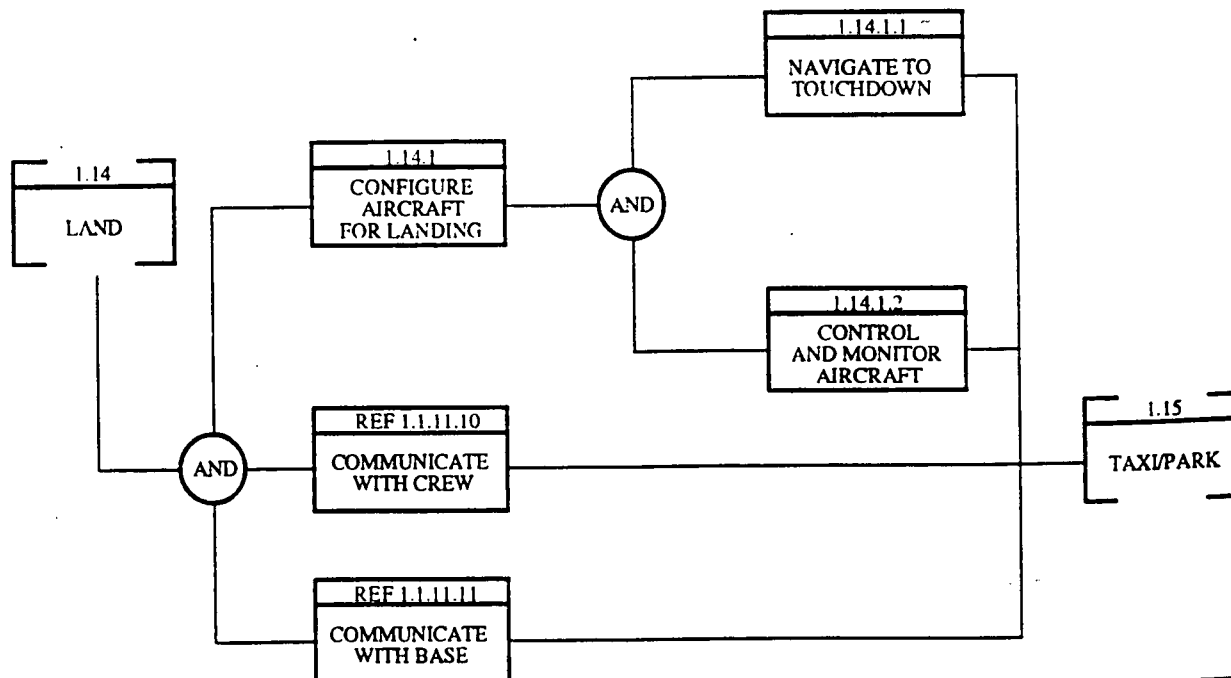 1.14
LAND
AND
1.14.1
CONFIGURE
AIRCRAFT
FOR LANDING
AND
1.14.1.1
NAVIGATE TO
TOUCHDOWN
1.14.1.2
CONTROL
AND MONITOR
AIRCRAFT
REF 1.1.11.10
COMMUNICATE
WITH CREW
REF 1.1.11.11
COMMUNICATE
WITH BASE
1.15
TAXI/PARK